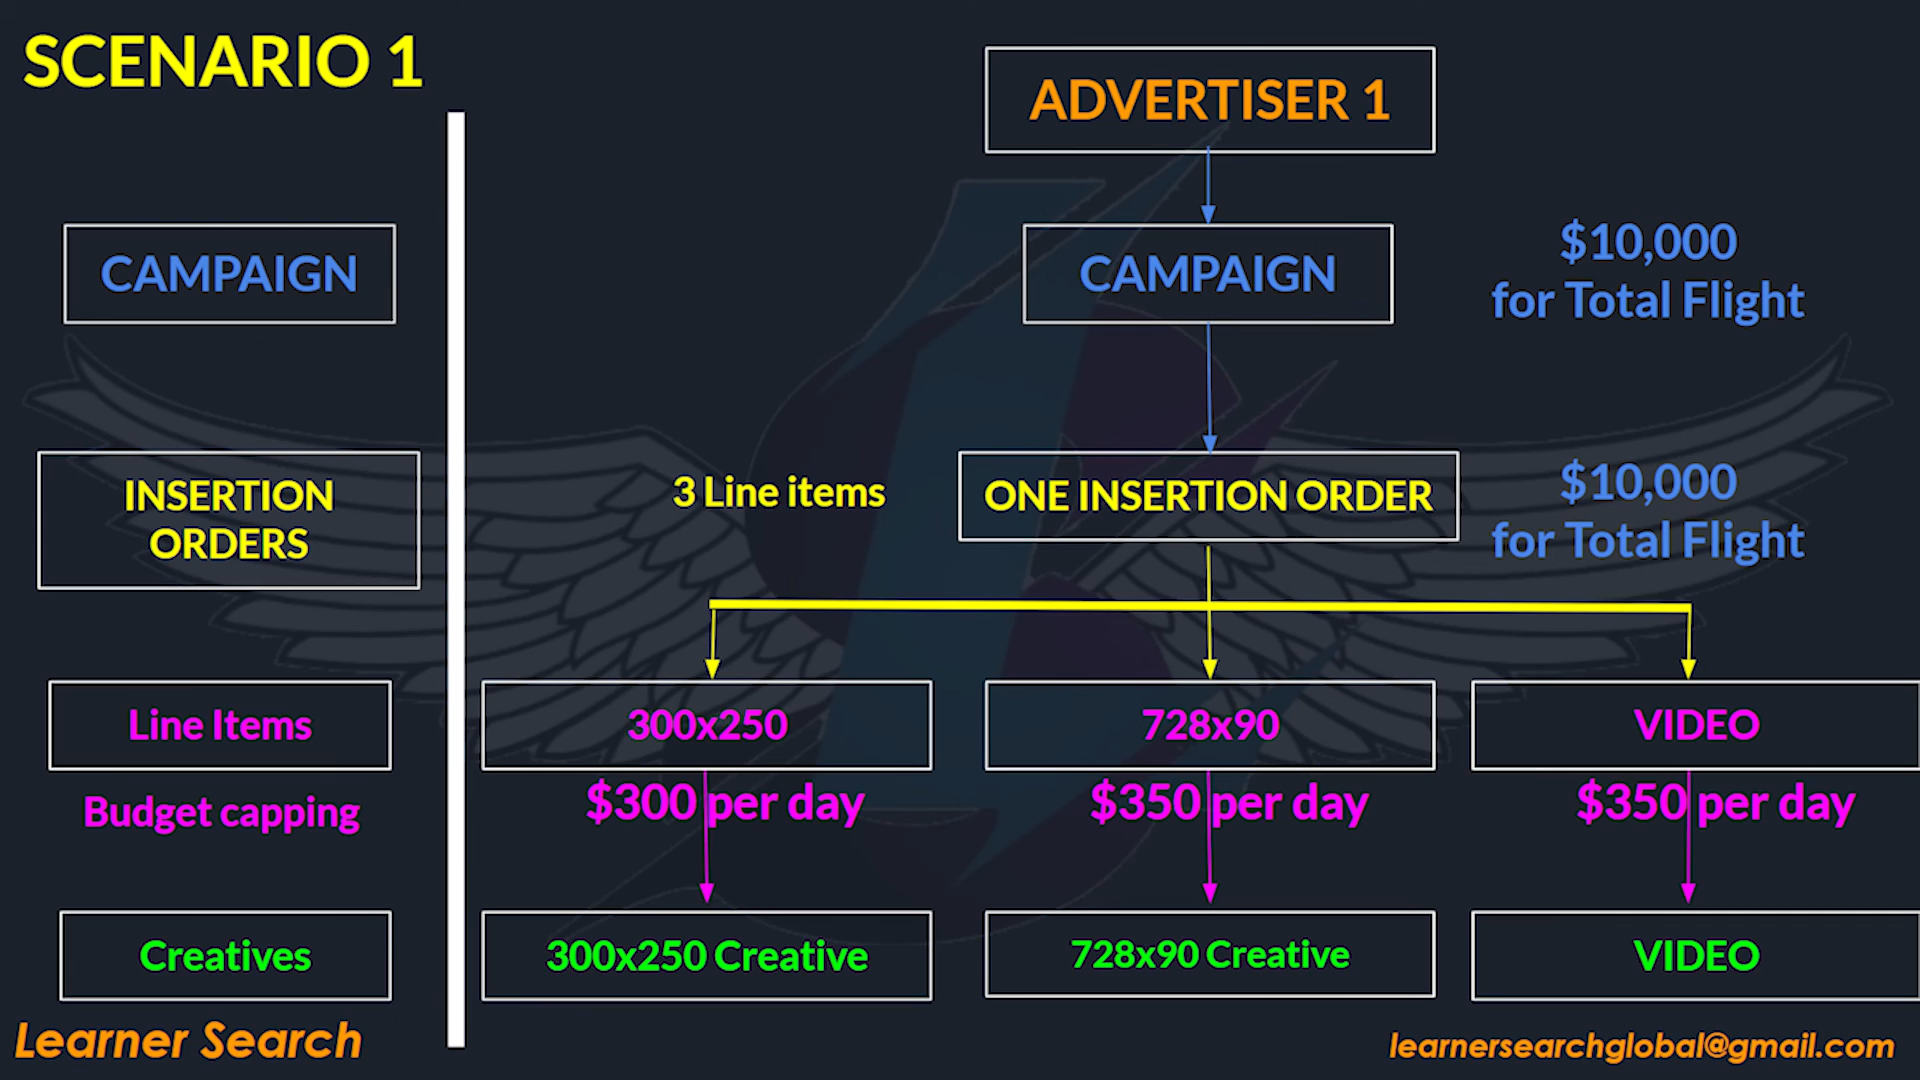 SCENARIO 1
ADVERTISER 1
CAMPAIGN
CAMPAIGN
$10,000
for Total Flight
INSERTION
ORDERS
3 Line items
ONE INSERTION ORDER
$10,000
for Total Flight
Line Items
300x250
728x90
VIDEO
Budget capping
$300 per day
$350 per day
$350 per day
Creatives
300x250 Creative
728x90 Creative
VIDEO
Learner Search
learnersearchglobal@gmail.com